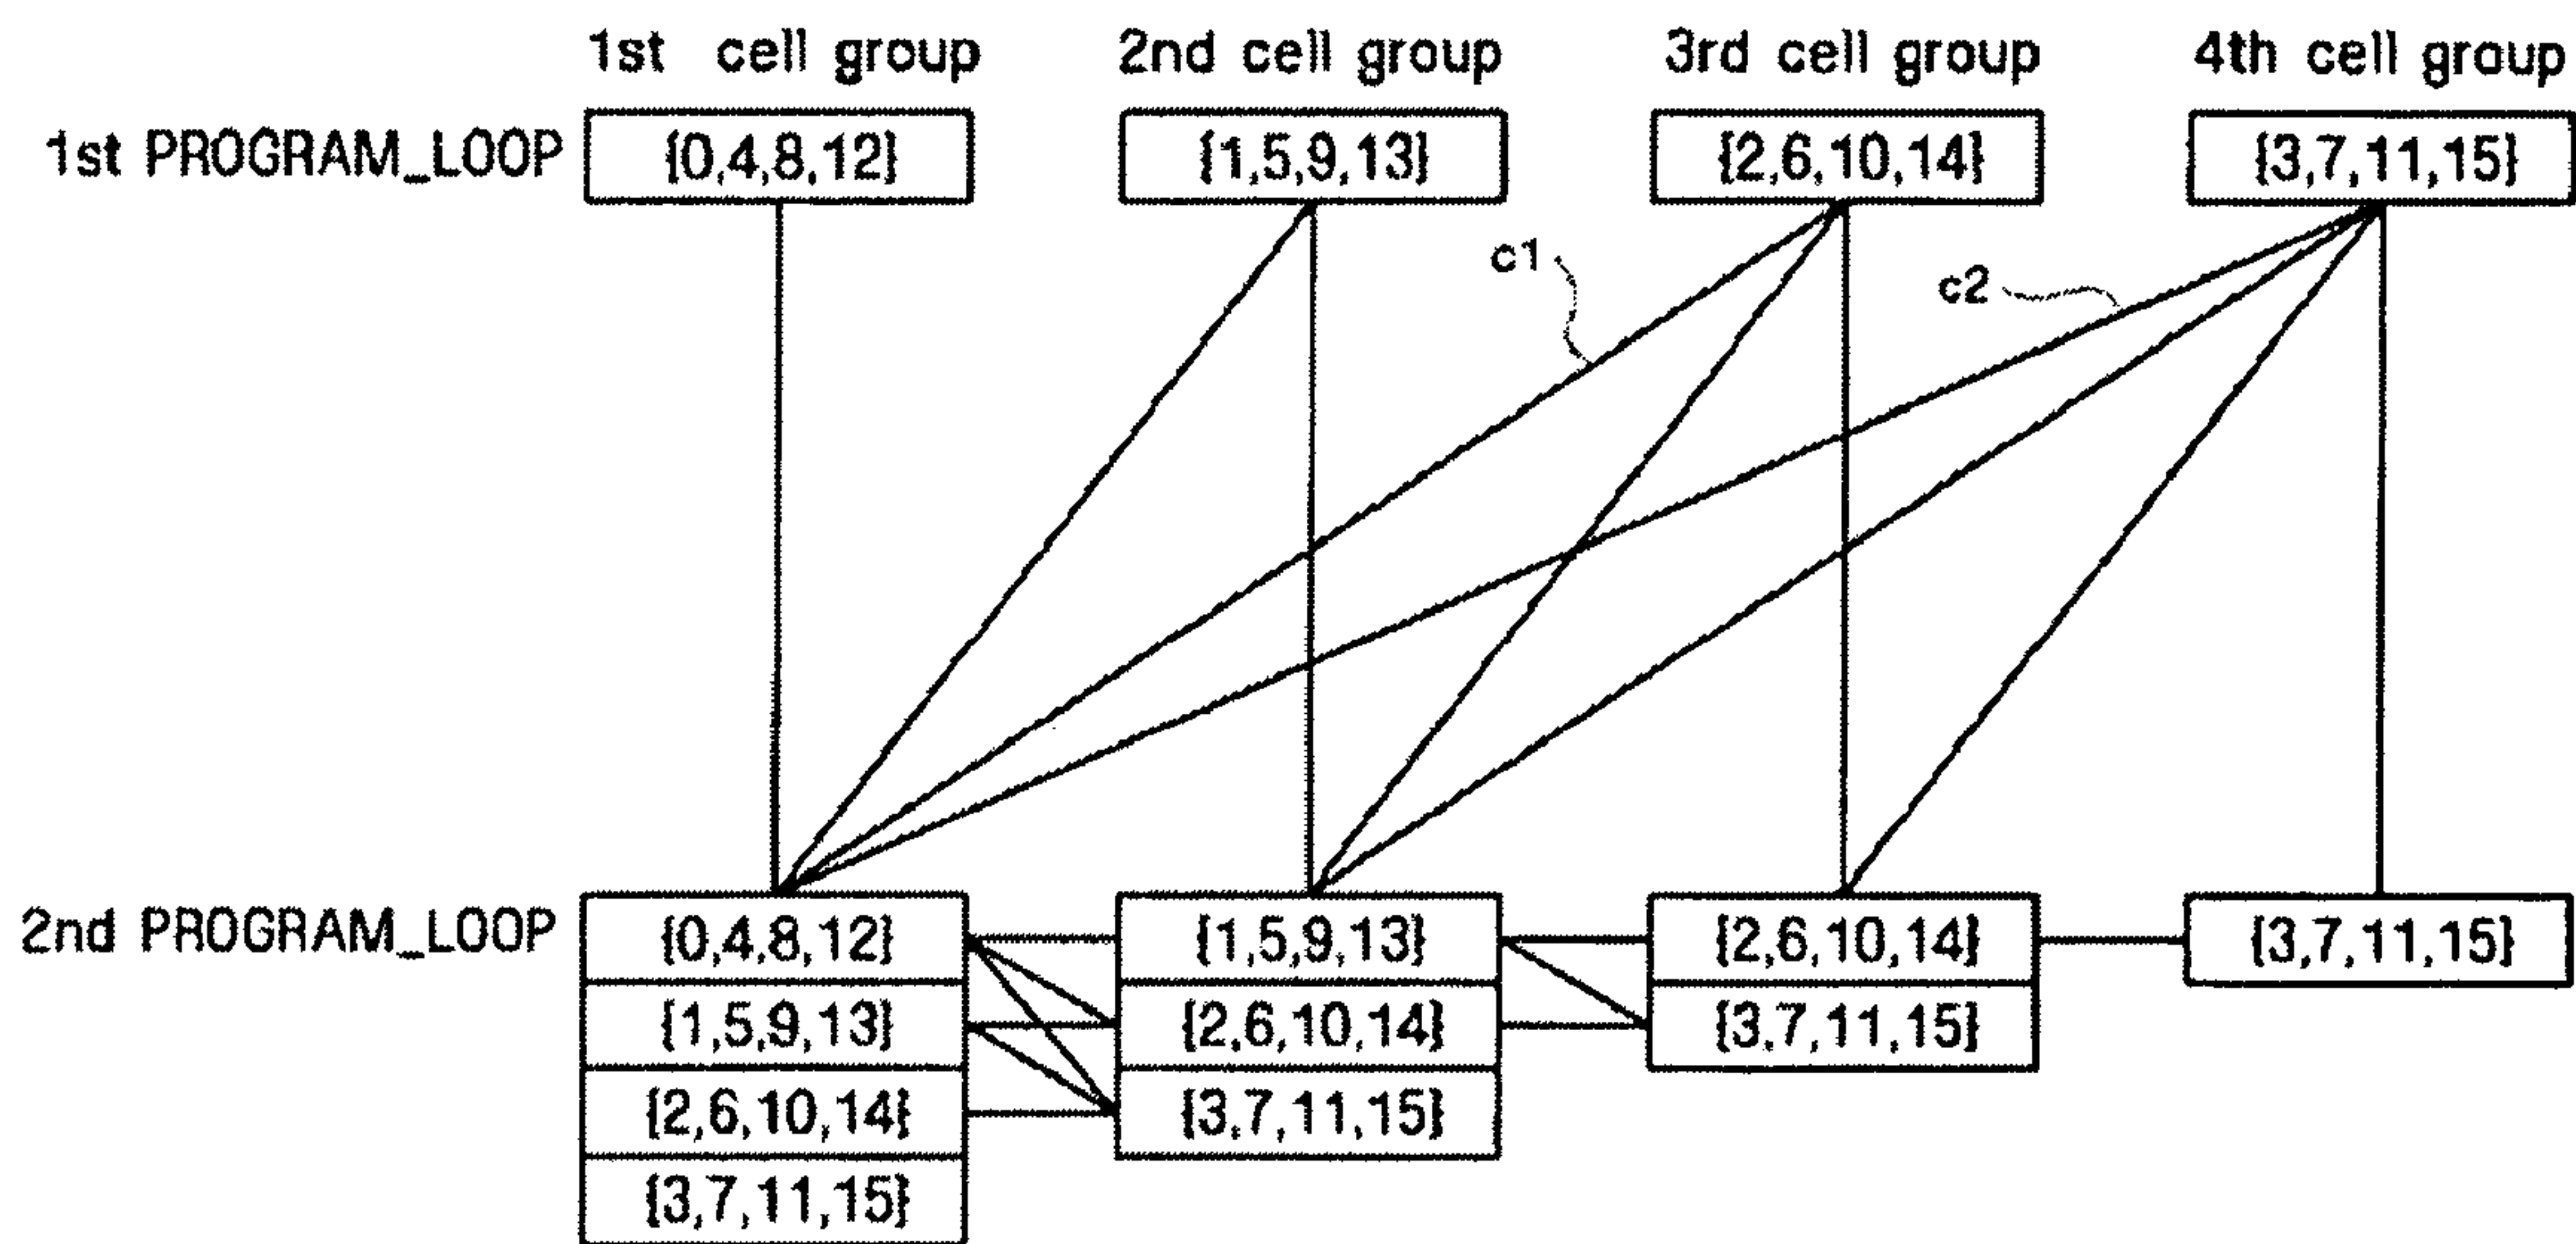 1st cell group 2nd cell group 3rd cell group 4th cell group
1st PROGRAM_LOOP {0,4,8,12} {1,5,9,13} {2,6,10,14} {3,7,11,15}
c1
c2
2nd PROGRAM_LOOP {0,4,8,12} {1,5,9,13} {2,6,10,14} {3,7,11,15}
{1,5,9,13} {2,6,10,14} {3,7,11,15}
{2,6,10,14} {3,7,11,15}
{3,7,11,15}